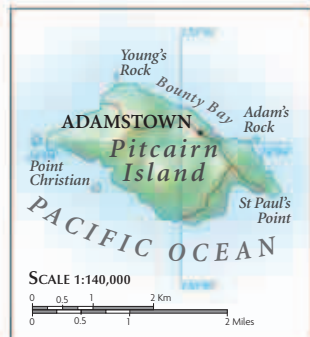 Young's
Rock
Bounty Bay
Adam's
Rock
ADAMSTOWN
Pitcairn
Island
Point
Christian
St Paul's
Point
PACIFIC OCEAN
SCALE 1:140,000
0 0.5 1 2 Km
0 0.5 1 2 Miles